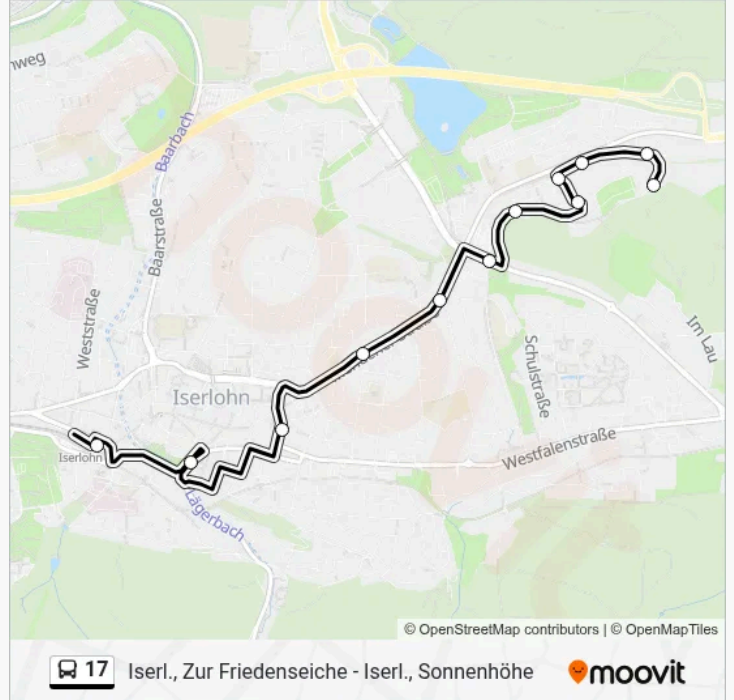 nweg
Baarbach
Baarstraße
Weststraße
Im Lau
Schulstraße
Iserlohn
Westfalenstraße
Iserlohn
Lägerbach
© OpenStreetMap contributors | © OpenMapTiles
17 Iserl., Zur Friedenseiche - Iserl., Sonnenhöhe
moovit